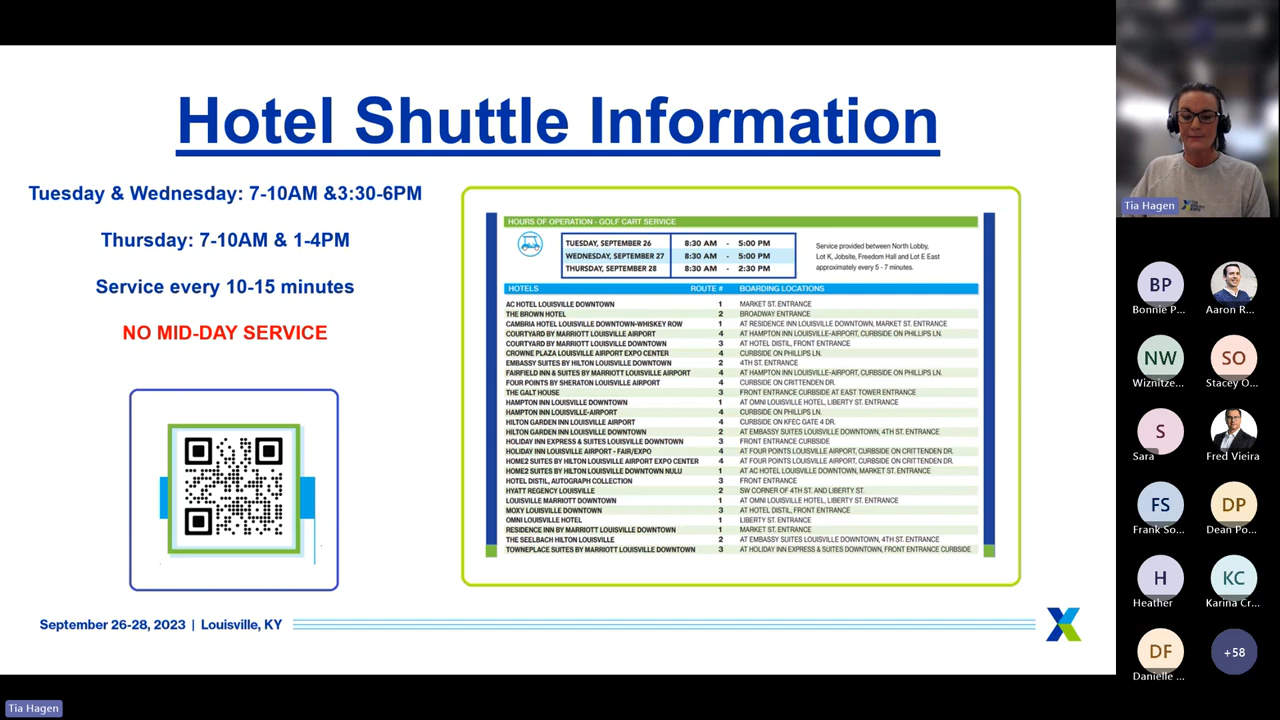 Hotel Shuttle Information
Tuesday & Wednesday: 7-10AM &3:30-6PM
Thursday: 7-10AM & 1-4PM
Service every 10-15 minutes
NO MID-DAY SERVICE
HOURS OF OPERATION - GOLF CART SERVICE
TUESDAY, SEPTEMBER 26 8:30 AM - 5:00 PM
WEDNESDAY, SEPTEMBER 27 8:30 AM - 5:00 PM
THURSDAY, SEPTEMBER 28 8:30 AM - 2:30 PM
Service provided between North Lobby,
Lot K, Jobsite, Freedom Hall and Lot E East
approximately every 5 - 7 minutes.
HOTELS ROUTE # BOARDING LOCATIONS
AC HOTEL LOUISVILLE DOWNTOWN 1 MARKET ST. ENTRANCE
THE BROWN HOTEL 2 BROADWAY ENTRANCE
CAMBRIA HOTEL LOUISVILLE DOWNTOWN-WHISKEY ROW 1 AT RESIDENCE INN LOUISVILLE DOWNTOWN, MARKET ST. ENTRANCE
COURTYARD BY MARRIOTT LOUISVILLE AIRPORT 4 AT HAMPTON INN LOUISVILLE-AIRPORT, CURBSIDE ON PHILLIPS LN.
COURTYARD BY MARRIOTT LOUISVILLE DOWNTOWN 3 AT HOTEL DISTIL, FRONT ENTRANCE
CROWNE PLAZA LOUISVILLE AIRPORT EXPO CENTER 4 CURBSIDE ON PHILLIPS LN.
EMBASSY SUITES BY HILTON LOUISVILLE DOWNTOWN 2 4TH ST. ENTRANCE
FAIRFIELD INN & SUITES BY MARRIOTT LOUISVILLE AIRPORT 4 AT HAMPTON INN LOUISVILLE-AIRPORT, CURBSIDE ON PHILLIPS LN.
FOUR POINTS BY SHERATON LOUISVILLE AIRPORT 4 CURBSIDE ON CRITTENDEN DR.
THE GALT HOUSE 3 FRONT ENTRANCE CURBSIDE AT EAST TOWER ENTRANCE
HAMPTON INN LOUISVILLE DOWNTOWN 1 AT OMNI LOUISVILLE HOTEL, LIBERTY ST. ENTRANCE
HAMPTON INN LOUISVILLE-AIRPORT 4 CURBSIDE ON PHILLIPS LN.
HILTON GARDEN INN LOUISVILLE AIRPORT 4 CURBSIDE ON KFEC GATE 4 DR.
HILTON GARDEN INN LOUISVILLE DOWNTOWN 2 AT EMBASSY SUITES LOUISVILLE DOWNTOWN, 4TH ST. ENTRANCE
HOLIDAY INN EXPRESS & SUITES LOUISVILLE DOWNTOWN 3 FRONT ENTRANCE CURBSIDE
HOLIDAY INN LOUISVILLE AIRPORT - FAIR/EXPO 4 AT FOUR POINTS LOUISVILLE AIRPORT, CURBSIDE ON CRITTENDEN DR.
HOME2 SUITES BY HILTON LOUISVILLE AIRPORT EXPO CENTER 4 AT FOUR POINTS LOUISVILLE AIRPORT, CURBSIDE ON CRITTENDEN DR.
HOME2 SUITES BY HILTON LOUISVILLE DOWNTOWN NULU 1 AT AC HOTEL LOUISVILLE DOWNTOWN, MARKET ST. ENTRANCE
HOTEL DISTIL, AUTOGRAPH COLLECTION 3 FRONT ENTRANCE
HYATT REGENCY LOUISVILLE 2 SW CORNER OF 4TH ST. AND LIBERTY ST.
LOUISVILLE MARRIOTT DOWNTOWN 1 AT OMNI LOUISVILLE HOTEL, LIBERTY ST. ENTRANCE
MOXY LOUISVILLE DOWNTOWN 3 AT HOTEL DISTIL, FRONT ENTRANCE
OMNI LOUISVILLE HOTEL 1 LIBERTY ST. ENTRANCE
RESIDENCE INN BY MARRIOTT LOUISVILLE DOWNTOWN 1 MARKET ST. ENTRANCE
THE SEELBACH HILTON LOUISVILLE 2 AT EMBASSY SUITES LOUISVILLE DOWNTOWN, 4TH ST. ENTRANCE
TOWNEPLACE SUITES BY MARRIOTT LOUISVILLE DOWNTOWN 3 AT HOLIDAY INN EXPRESS & SUITES DOWNTOWN, FRONT ENTRANCE CURBSIDE
September 26-28, 2023 | Louisville, KY
Tia Hagen
BP
Bonnie P... Aaron R...
NW SO
Wiznitze... Stacey O...
S
Sara Fred Vieira
FS DP
Frank So... Dean Po...
H KC
Heather Karina Cr...
DF +58
Danielle ...
Tia Hagen